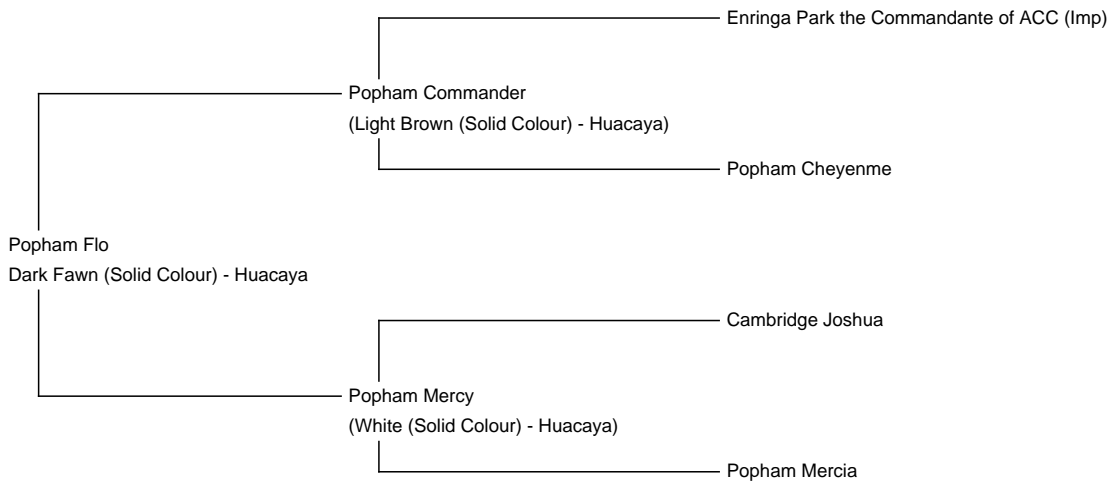 Enringa Park the Commandante of ACC (Imp)
Popham Commander
(Light Brown (Solid Colour) - Huacaya)
Popham Cheyenme
Popham Flo
Dark Fawn (Solid Colour) - Huacaya
Cambridge Joshua
Popham Mercy
(White (Solid Colour) - Huacaya)
Popham Mercia